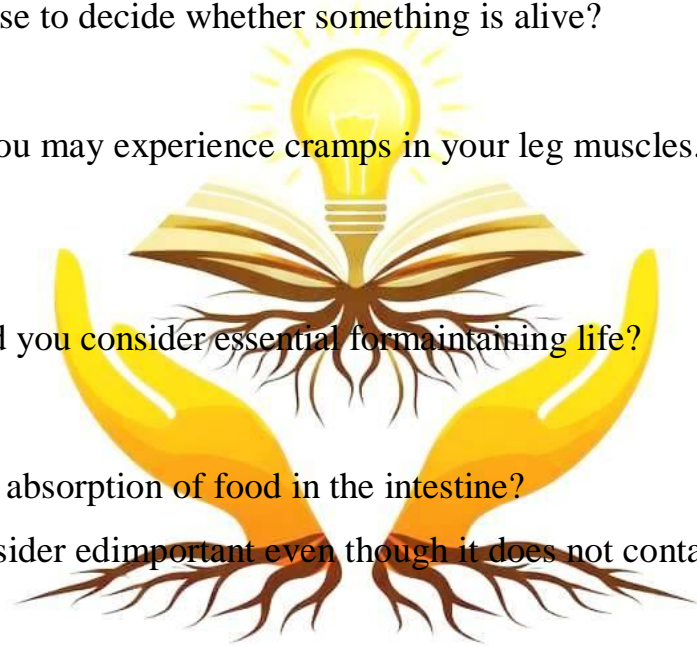 se to decide whether something is alive?
ou may experience cramps in your leg muscles.
you consider essential formaintaining life?
absorption of food in the intestine?
sider edimportant even though it does not conta